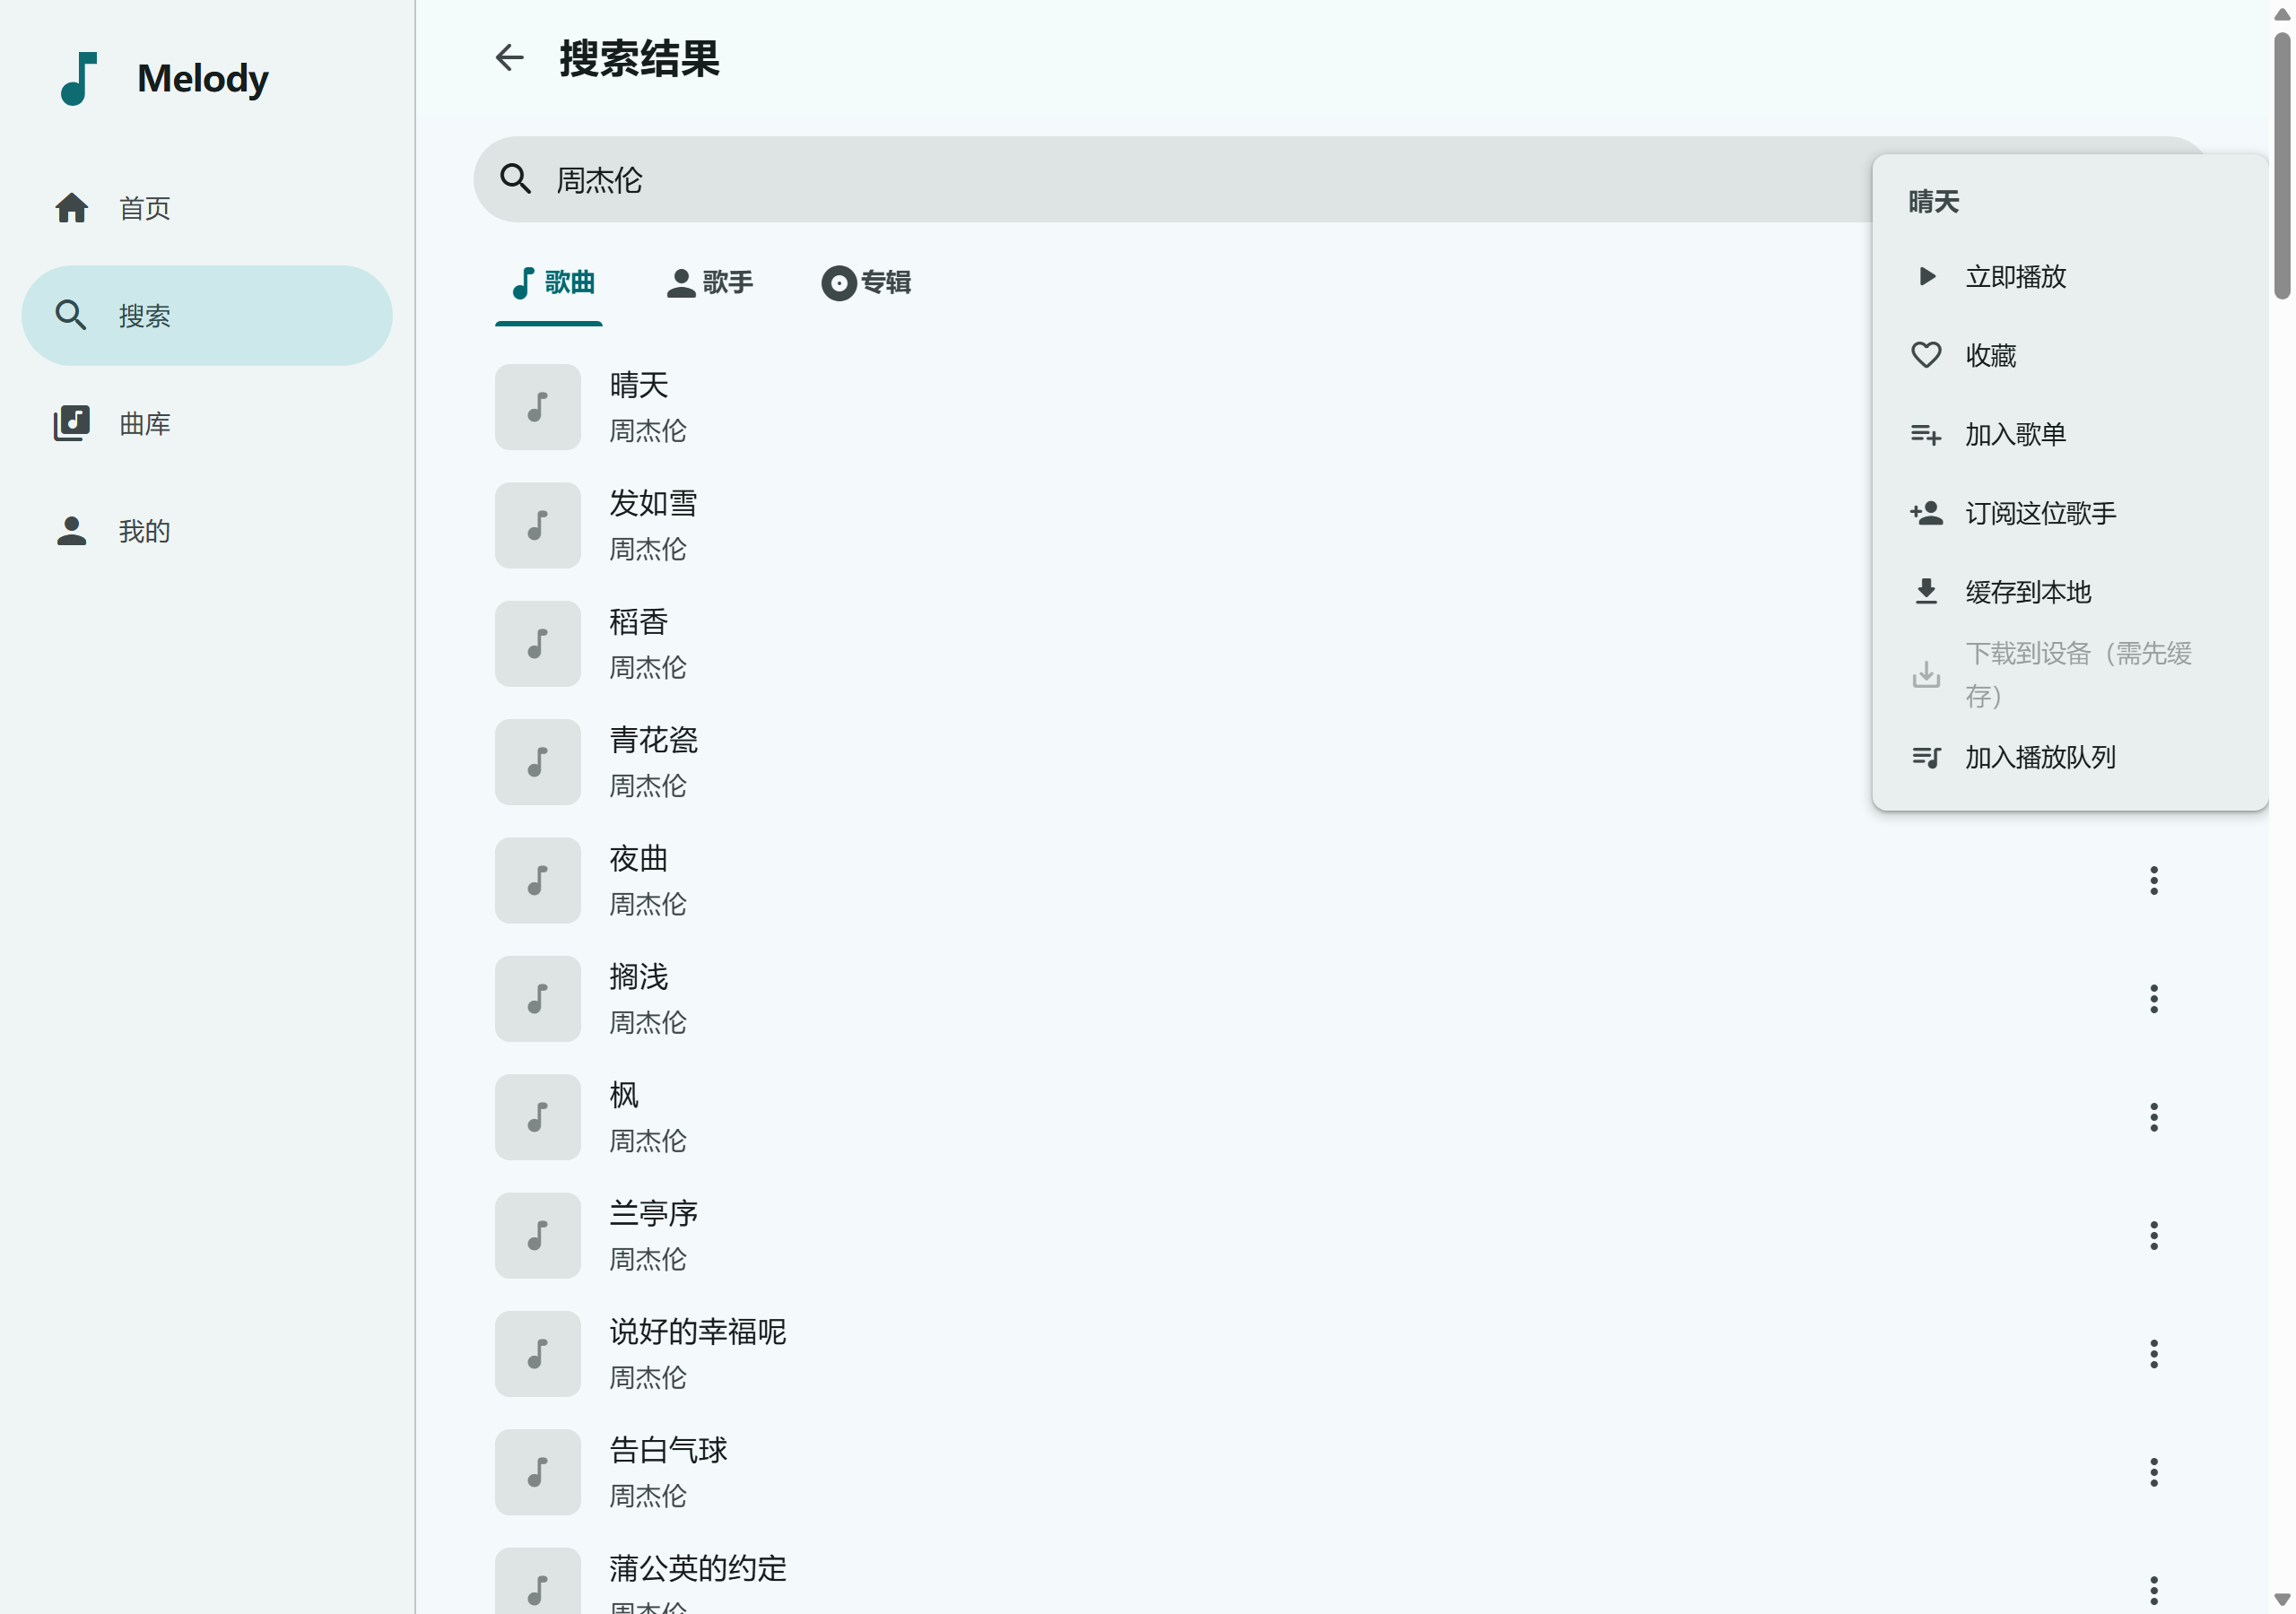 Melody
首页
搜索
曲库
我的
搜索结果
周杰伦
歌曲
歌手
专辑
晴天
周杰伦
发如雪
周杰伦
稻香
周杰伦
青花瓷
周杰伦
夜曲
周杰伦
搁浅
周杰伦
枫
周杰伦
兰亭序
周杰伦
说好的幸福呢
周杰伦
告白气球
周杰伦
蒲公英的约定
周杰伦
晴天
立即播放
收藏
加入歌单
订阅这位歌手
缓存到本地
下载到设备（需先缓
存）
加入播放队列